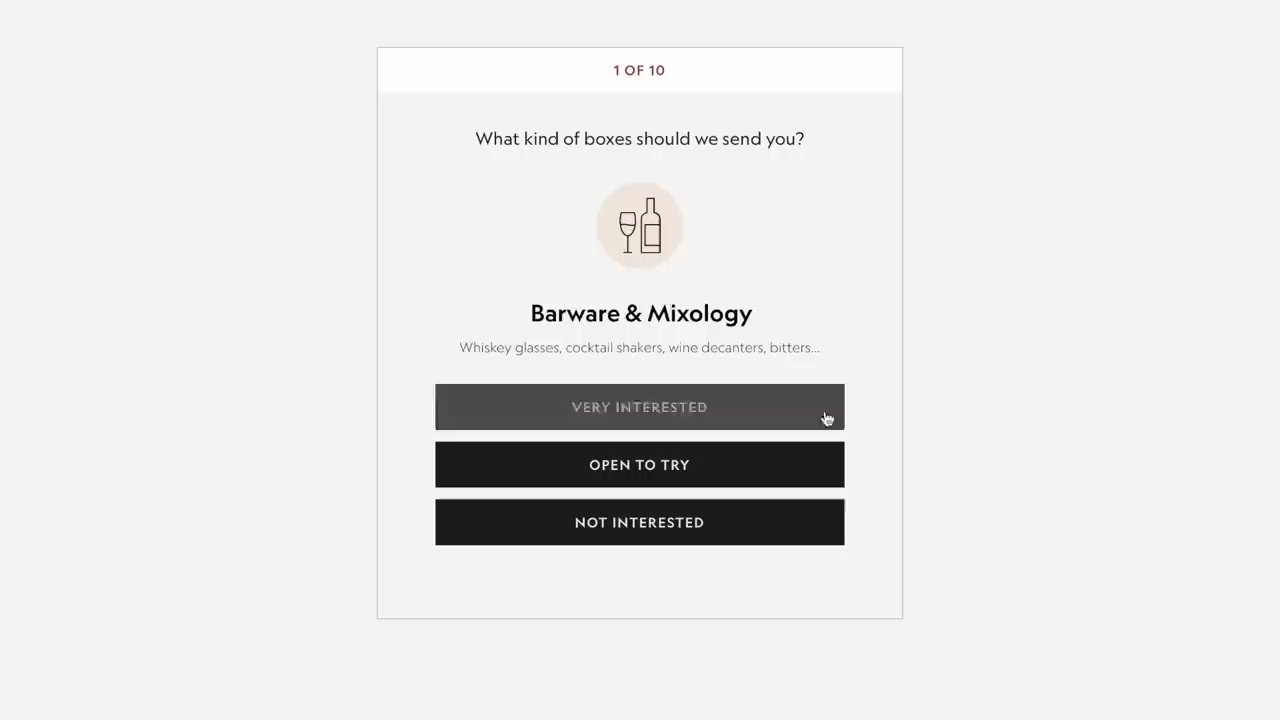 1 OF 10
What kind of boxes should we send you?
Barware & Mixology
Whiskey glasses, cocktail shakers, wine decanters, bitters...
VERY INTERESTED
OPEN TO TRY
NOT INTERESTED